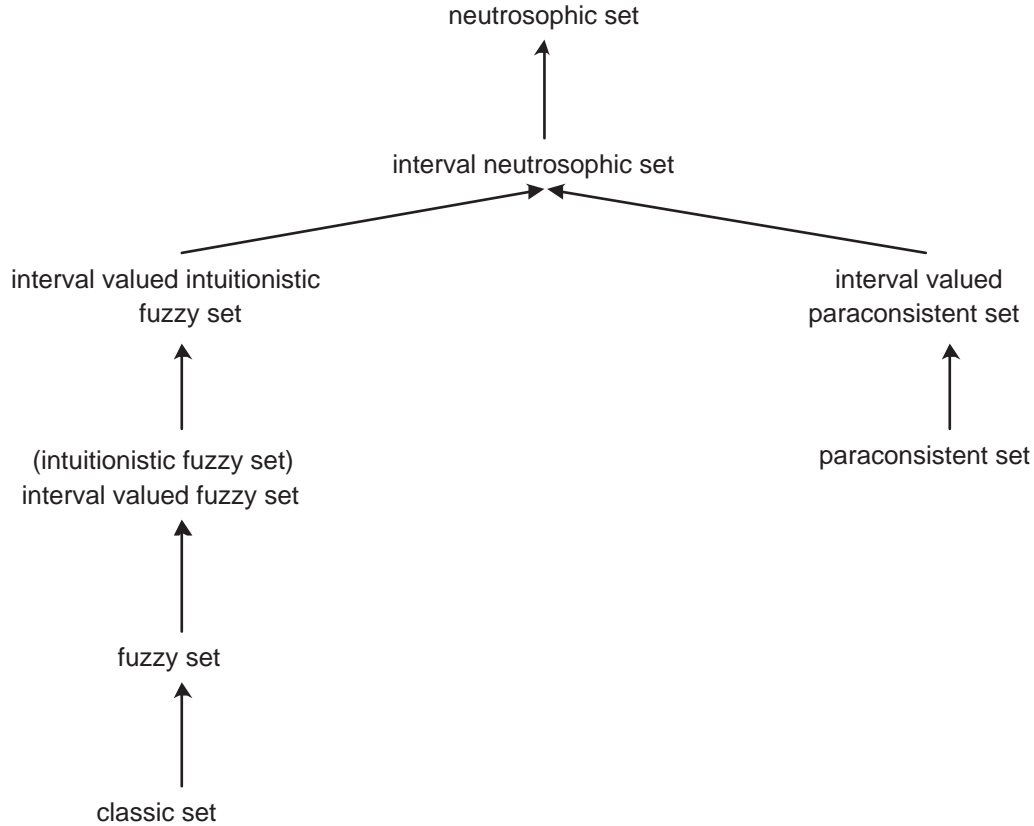 neutrosophic set
interval neutrosophic set
interval valued intuitionistic
fuzzy set
interval valued
paraconsistent set
(intuitionistic fuzzy set)
interval valued fuzzy set
paraconsistent set
fuzzy set
classic set